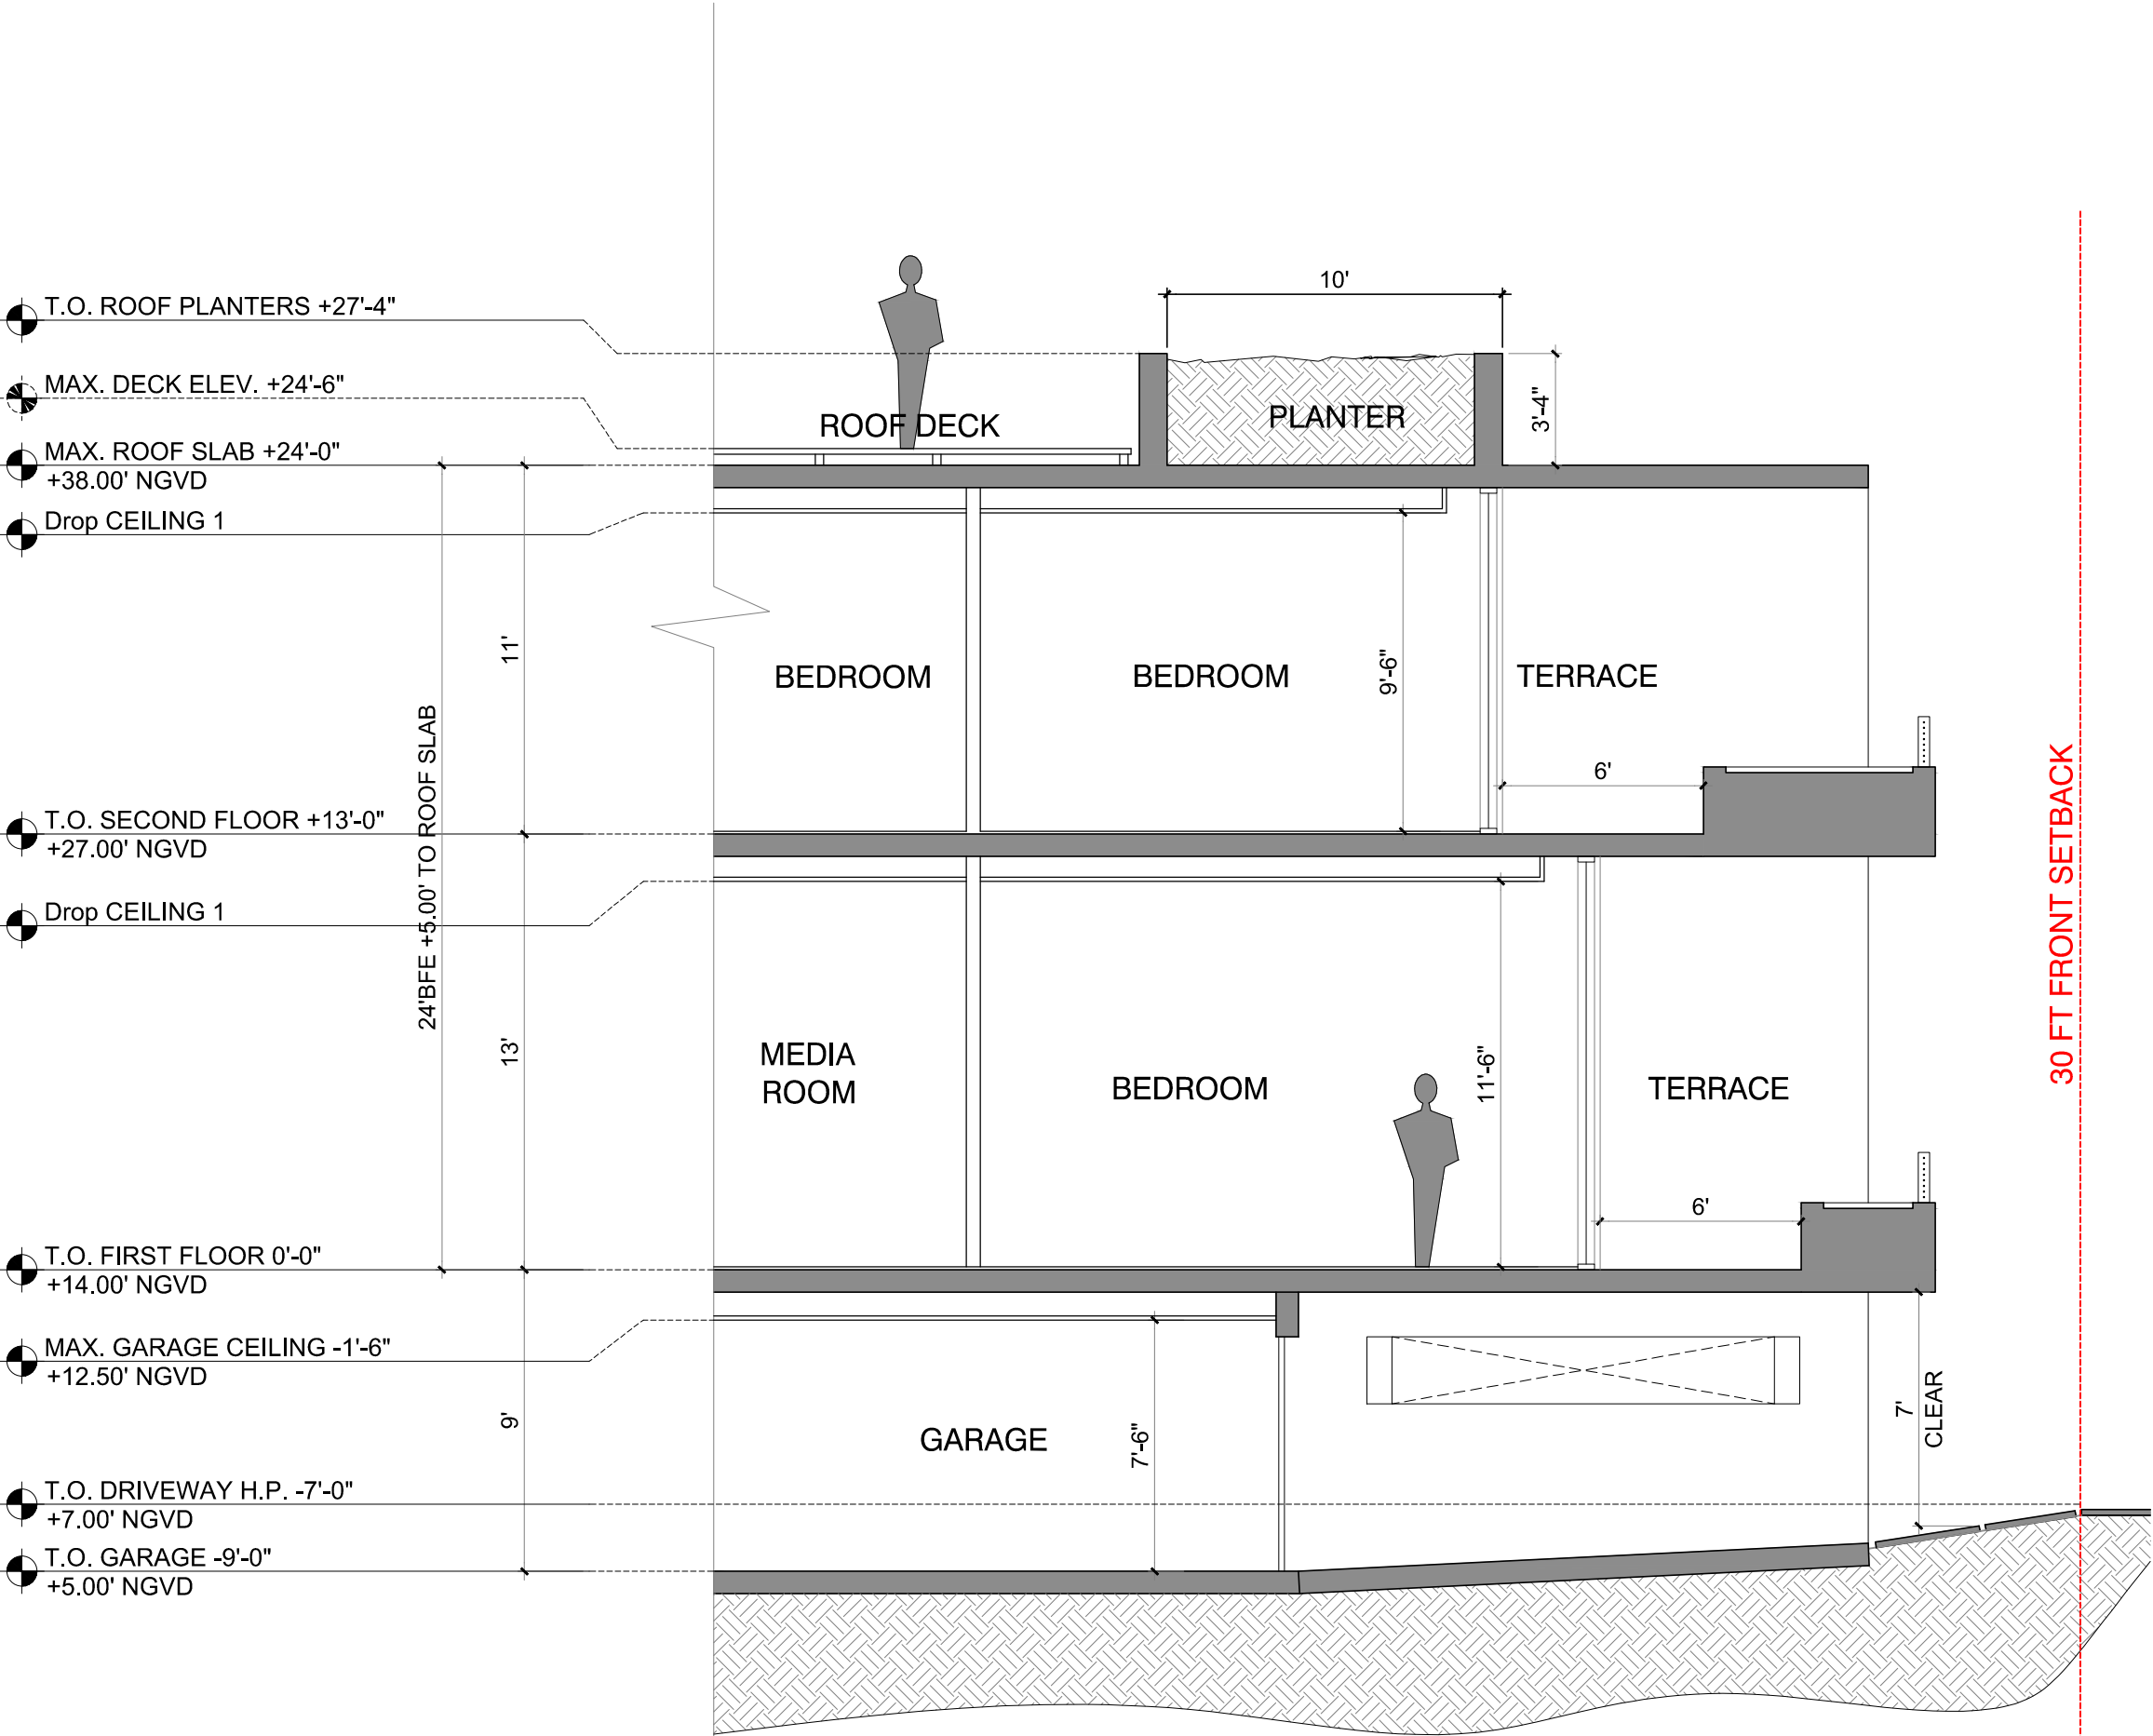 10'
T.O. ROOF PLANTERS +27'-4"
MAX. DECK ELEV. +24'-6"
ROOF DECK
PLANTER
3'-4"
MAX. ROOF SLAB +24'-0"
+38.00' NGVD
Drop CEILING 1
11'
BEDROOM
BEDROOM
9'-6"
TERRACE
24'BFE +5.00' TO ROOF SLAB
6'
30 FT FRONT SETBACK
T.O. SECOND FLOOR +13'-0"
+27.00' NGVD
Drop CEILING 1
13'
MEDIA
ROOM
BEDROOM
11'-6"
TERRACE
6'
T.O. FIRST FLOOR 0'-0"
+14.00' NGVD
MAX. GARAGE CEILING -1'-6"
+12.50' NGVD
9'
GARAGE
7'-6"
7'
CLEAR
T.O. DRIVEWAY H.P. -7'-0"
+7.00' NGVD
T.O. GARAGE -9'-0"
+5.00' NGVD